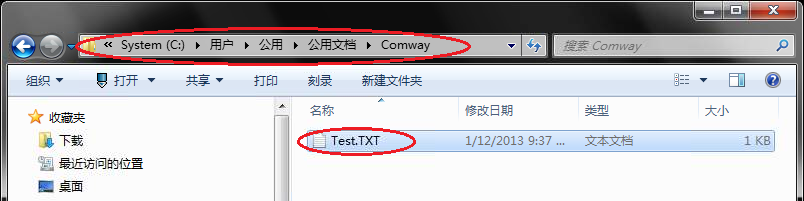 « System (C:) ▸ 用户 ▸ 公用 ▸ 公用文档 ▸ Comway
搜索 Comway
组织 打开 共享 打印 刻录 新建文件夹
名称 修改日期 类型 大小
收藏夹
Test.TXT 1/12/2013 9:37 ... 文本文档 1 KB
下载
最近访问的位置
桌面